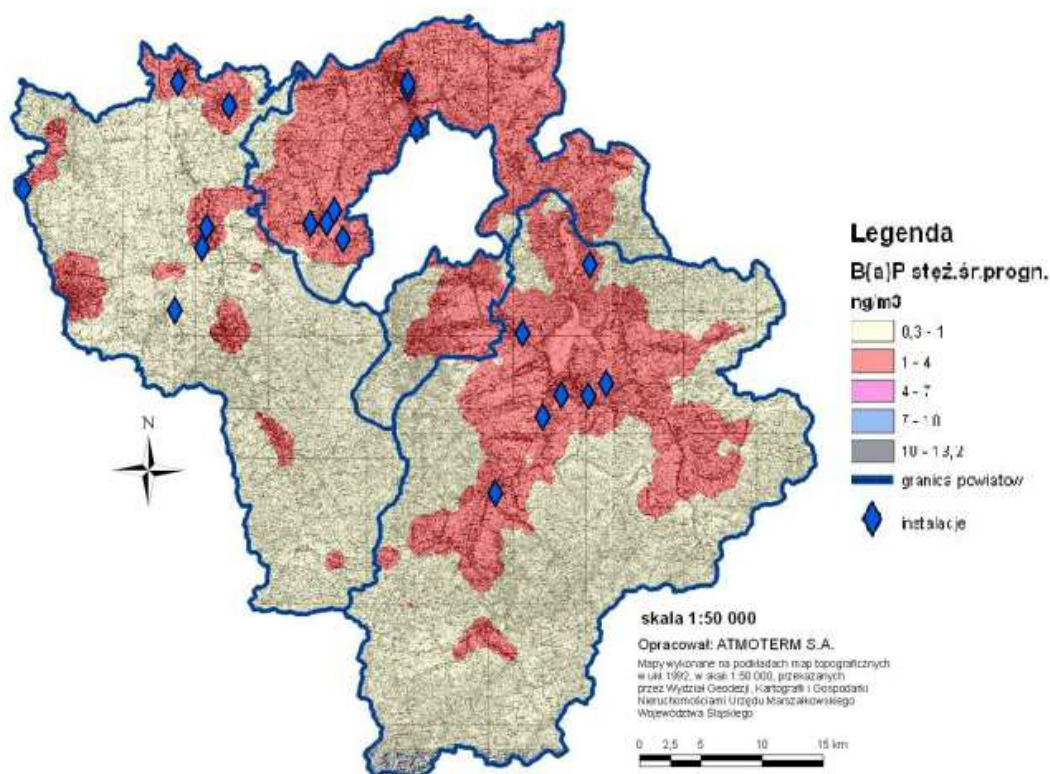 N
Legenda
B(a)P stęż.śr.progn.
ng/m3
0,3 - 1
1 - 4
4 - 7
7 - 10
10 - 13,2
granica powiatow
instalacje
skala 1:50 000
Opracował: ATMOTERM S.A.
Mapy wykonane na podkładach map topograficznych
w ukł 1992, w skali 1:50 000, przekazanych
przez Wydział Geodezji, Kartografii i Gospodarki
Nieruchomościami Urzędu Marszałkowskiego
Województwa Śląskiego
0 2,5 5 10 15 km